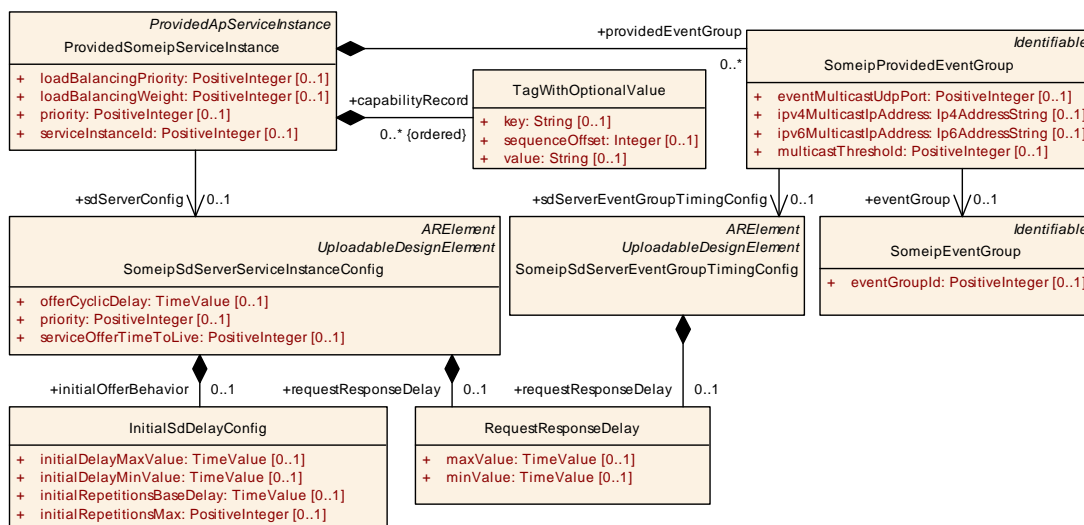 ProvidedApServiceInstance
ProvidedSomeipServiceInstance
+ loadBalancingPriority: PositiveInteger [0..1]
+ loadBalancingWeight: PositiveInteger [0..1]
+ priority: PositiveInteger [0..1]
+ serviceInstanceId: PositiveInteger [0..1]
+providedEventGroup
0..*
Identifiable
SomeipProvidedEventGroup
+ eventMulticastUdpPort: PositiveInteger [0..1]
+ ipv4MulticastIpAddress: Ip4AddressString [0..1]
+ ipv6MulticastIpAddress: Ip6AddressString [0..1]
+ multicastThreshold: PositiveInteger [0..1]
+capabilityRecord
0..* {ordered}
TagWithOptionalValue
+ key: String [0..1]
+ sequenceOffset: Integer [0..1]
+ value: String [0..1]
+sdServerConfig
0..1
+sdServerEventGroupTimingConfig
0..1
+eventGroup
0..1
ARElement
UploadableDesignElement
SomeipSdServerServiceInstanceConfig
+ offerCyclicDelay: TimeValue [0..1]
+ priority: PositiveInteger [0..1]
+ serviceOfferTimeToLive: PositiveInteger [0..1]
ARElement
UploadableDesignElement
SomeipSdServerEventGroupTimingConfig
Identifiable
SomeipEventGroup
+ eventGroupId: PositiveInteger [0..1]
+initialOfferBehavior
0..1
+requestResponseDelay
0..1
+requestResponseDelay
0..1
InitialSdDelayConfig
+ initialDelayMaxValue: TimeValue [0..1]
+ initialDelayMinValue: TimeValue [0..1]
+ initialRepetitionsBaseDelay: TimeValue [0..1]
+ initialRepetitionsMax: PositiveInteger [0..1]
RequestResponseDelay
+ maxValue: TimeValue [0..1]
+ minValue: TimeValue [0..1]